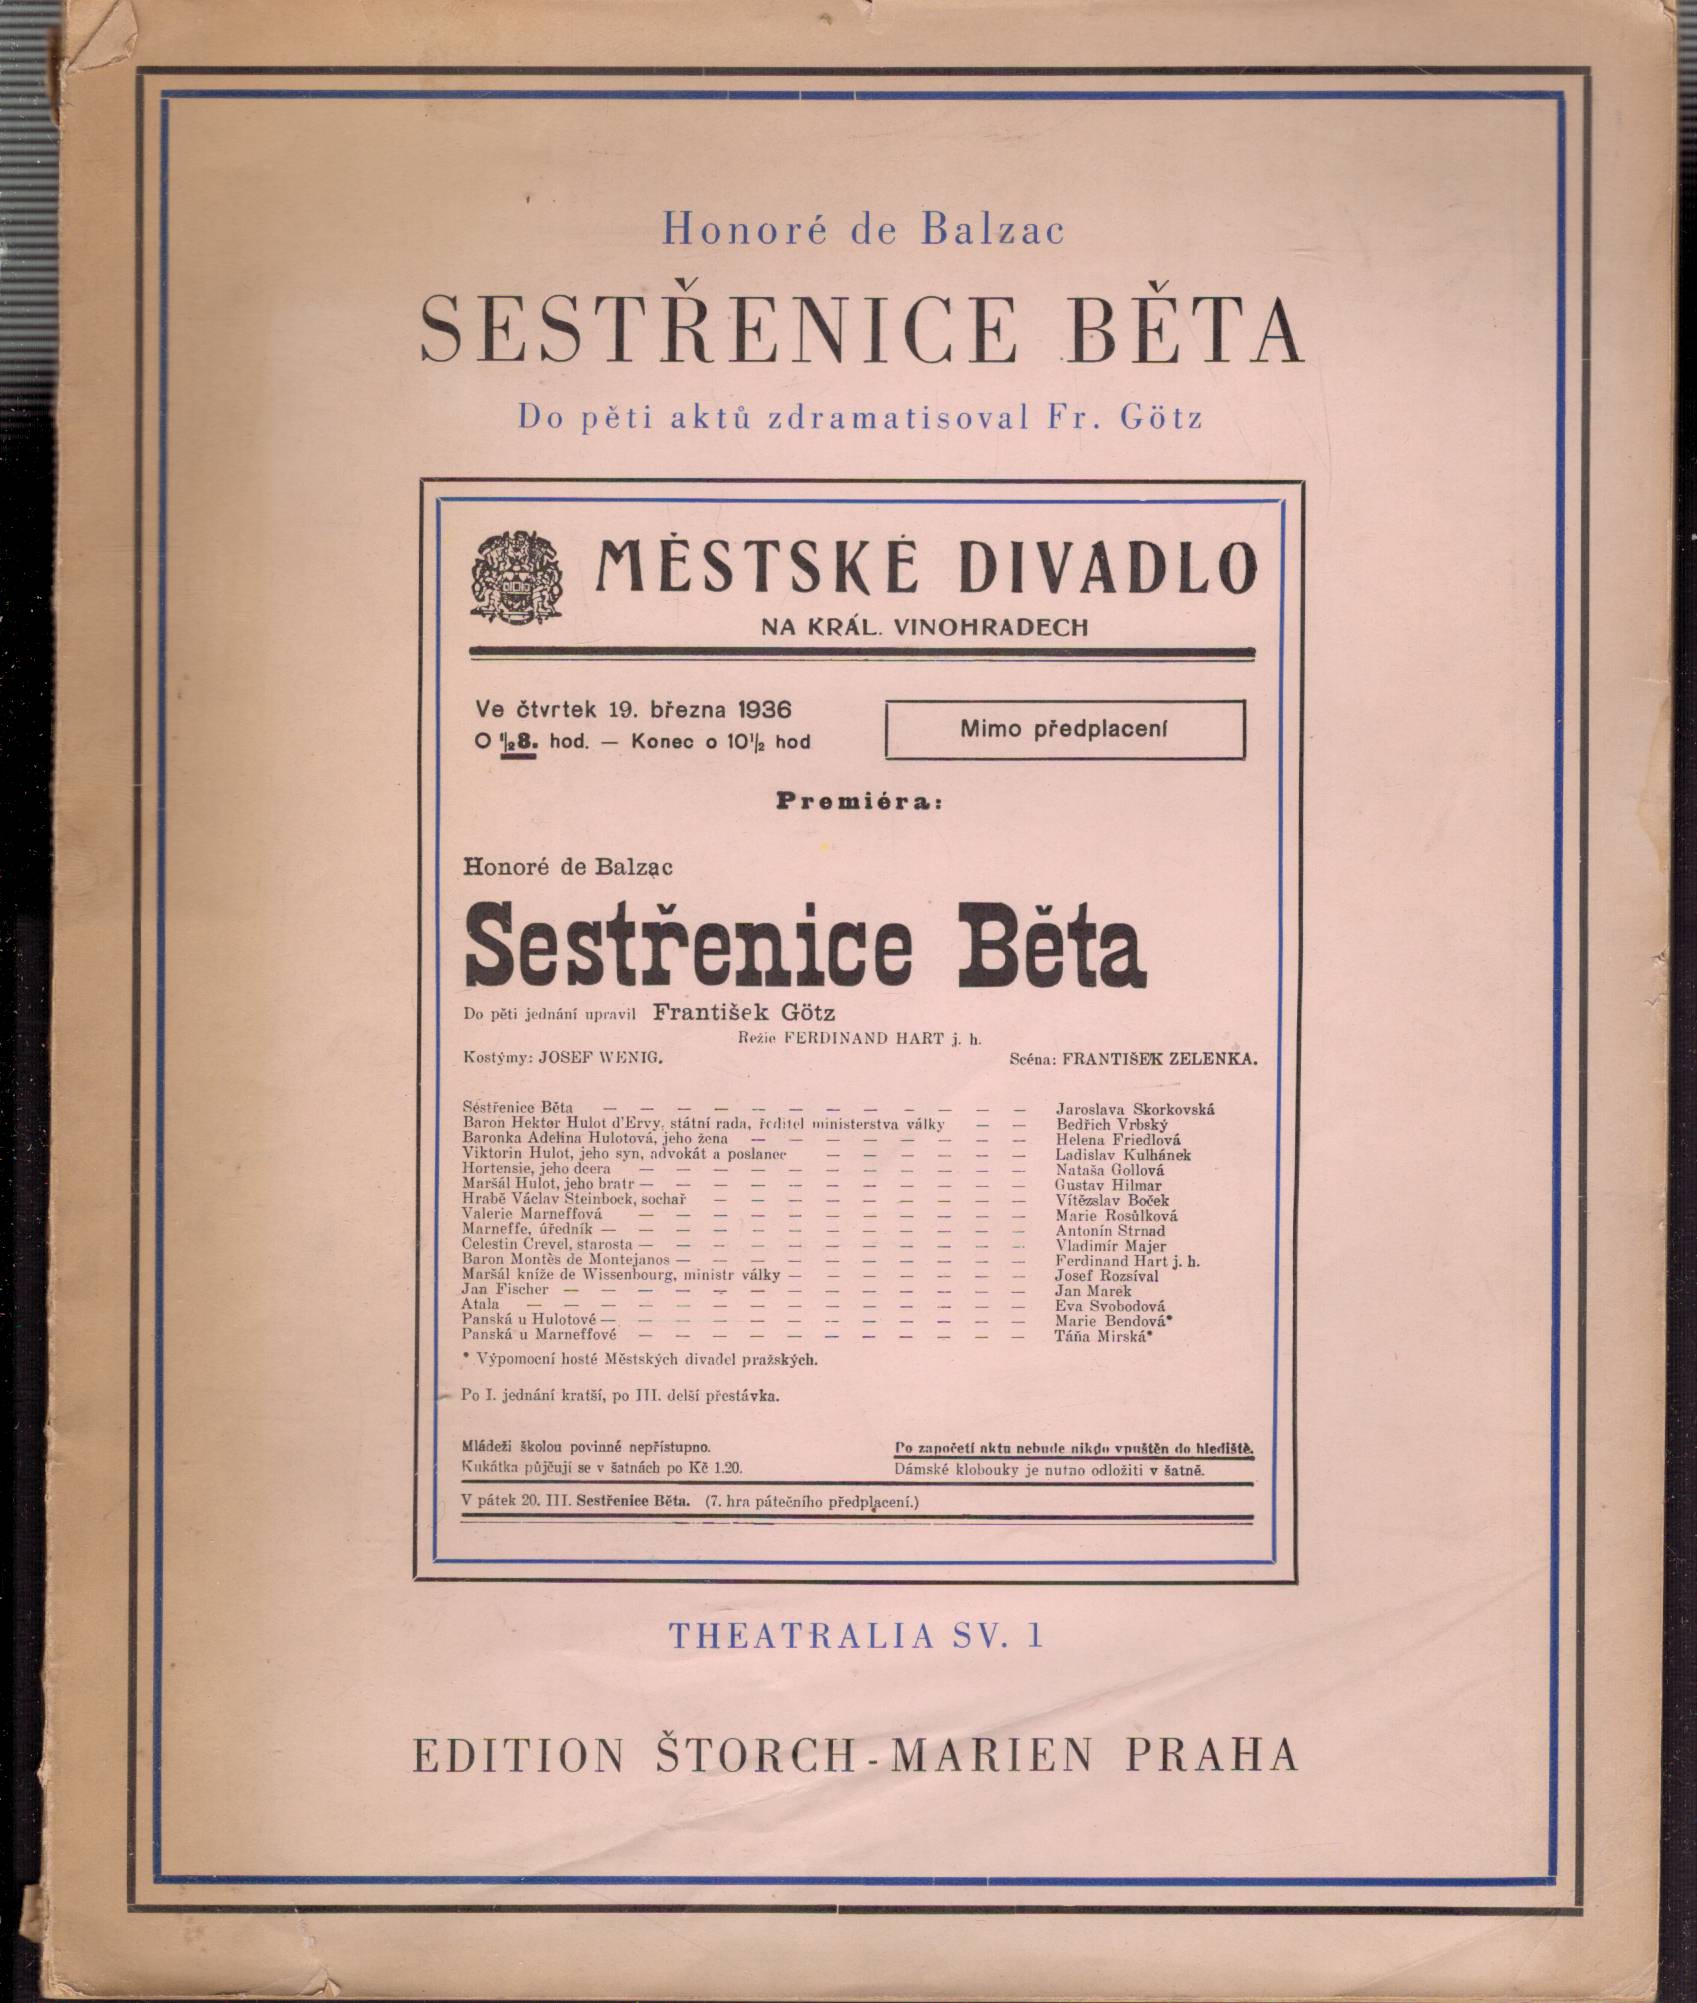 Honoré de Balzac
SESTŘENICE BĚTA
Do pěti aktů zdramatisoval Fr. Götz
MĚSTSKÉ DIVADLO
NA KRÁL. VINOHRADECH
Ve čtvrtek 19. března 1936
O ½8. hod. — Konec o 10½ hod
Mimo předplacení
Premiéra:
Honoré de Balzac
Sestřenice Běta
Do pěti jednání upravil František Götz
Režie FERDINAND HART j. h.
Kostýmy: JOSEF WENIG. Scéna: FRANTIŠEK ZELENKA.
Sestřenice Běta — — — — — — — — — — — — Jaroslava Skorkovská
Baron Hektor Hulot d'Ervy, státní rada, ředitel ministerstva války — — Bedřich Vrbský
Baronka Adelina Hulotová, jeho žena — — — — — — — — Helena Friedlová
Viktorin Hulot, jeho syn, advokát a poslanec — — — — — — Ladislav Kulhánek
Hortensie, jeho dcera — — — — — — — — — — — Nataša Gollová
Maršál Hulot, jeho bratr — — — — — — — — — — — Gustav Hilmar
Hrabě Václav Steinbock, sochař — — — — — — — — — Vítězslav Boček
Valerie Marneffová — — — — — — — — — — — Marie Rosůlková
Marneffe, úředník — — — — — — — — — — — — Antonín Strnad
Celestin Crevel, starosta — — — — — — — — — — — Vladimír Majer
Baron Montès de Montejanos — — — — — — — — — — Ferdinand Hart j. h.
Maršál kníže de Wissenbourg, ministr války — — — — — — — Josef Rozsíval
Jan Fischer — — — — — — — — — — — — — Jan Marek
Atala — — — — — — — — — — — — — — Eva Svobodová
Panská u Hulotové — — — — — — — — — — — — Marie Bendová*
Panská u Marneffové — — — — — — — — — — — Táňa Mirská*
* Výpomocní hosté Městských divadel pražských.
Po I. jednání kratší, po III. delší přestávka.
Mládeži školou povinné nepřístupno.
Kukátka půjčují se v šatnách po Kč 1.20.
Po započetí aktu nebude nikdo vpuštěn do hlediště.
Dámské klobouky je nutno odložiti v šatně.
V pátek 20. III. Sestřenice Běta. (7. hra pátečního předplacení.)
THEATRALIA SV. 1
EDITION ŠTORCH-MARIEN PRAHA